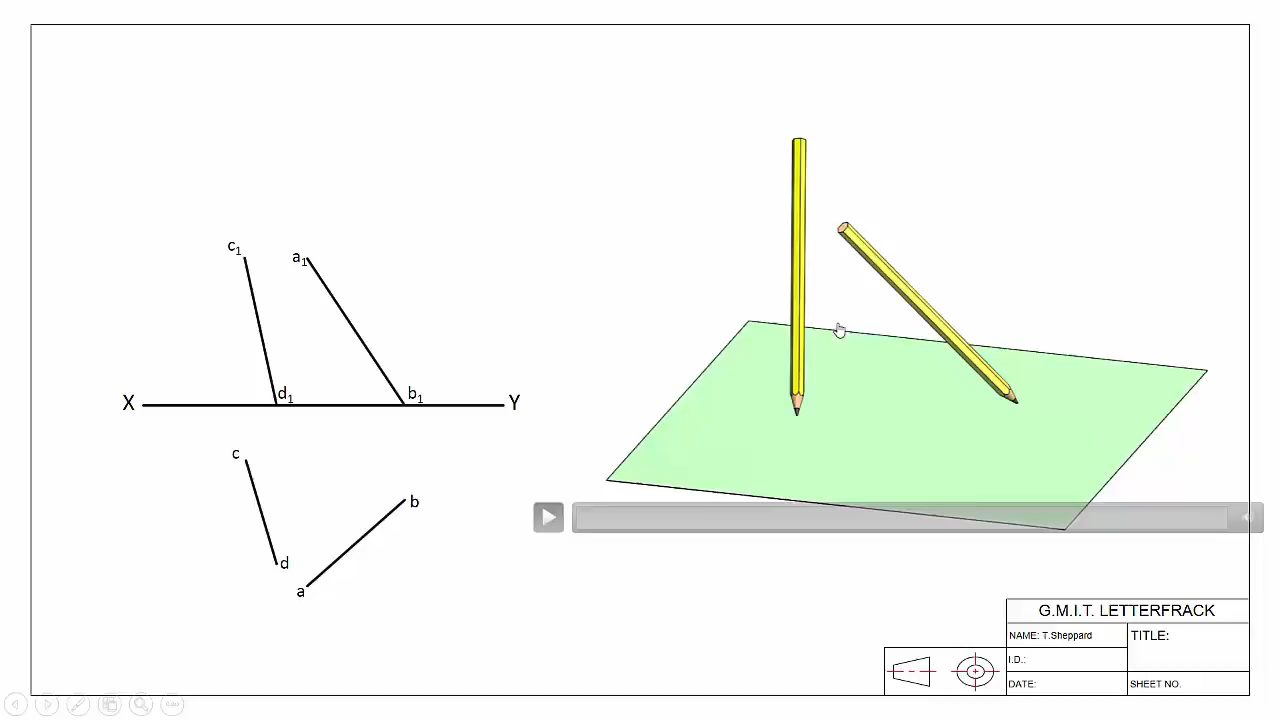 c1
a1
d1
b1
X
Y
c
b
d
a
G.M.I.T. LETTERFRACK
NAME: T.Sheppard
TITLE:
I.D.:
DATE:
SHEET NO.